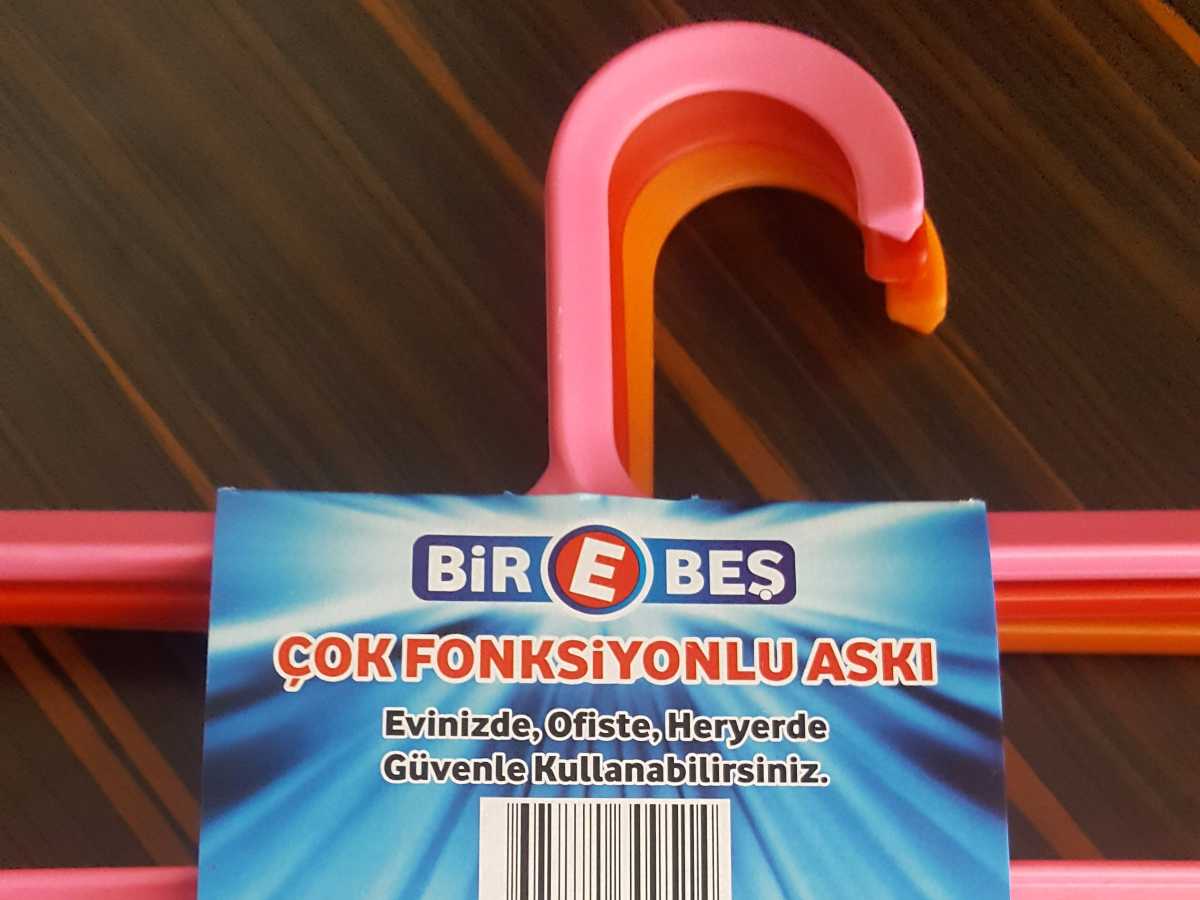 BiR E BEŞ
ÇOK FONKSiYONLU ASKI
Evinizde, Ofiste, Heryerde
Güvenle Kullanabilirsiniz.